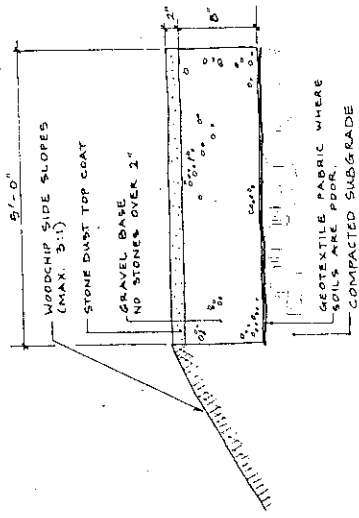 5'-0"
2"
8"
WOODCHIP SIDE SLOPES
(MAX. 3:1)
STONE DUST TOP COAT
GRAVEL BASE
NO STONES OVER 2"
GEOTEXTILE FABRIC WHERE
SOILS ARE POOR.
COMPACTED SUBGRADE